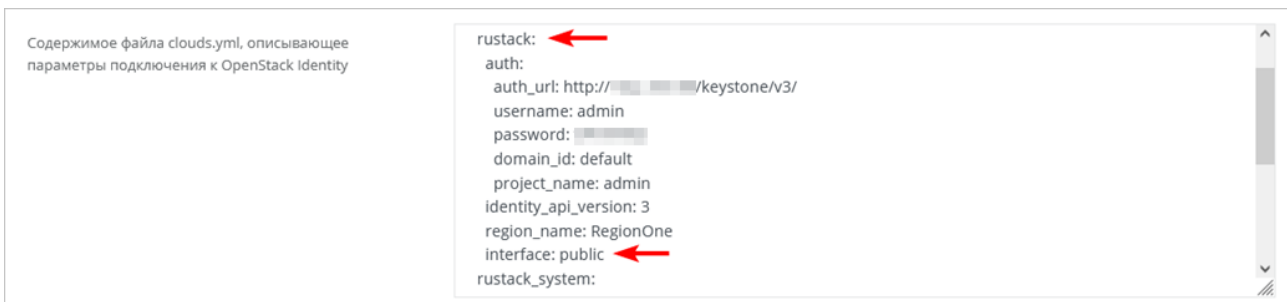 Содержимое файла clouds.yml, описывающее
параметры подключения к OpenStack Identity
rustack:
auth:
auth_url: http:// /keystone/v3/
username: admin
password:
domain_id: default
project_name: admin
identity_api_version: 3
region_name: RegionOne
interface: public
rustack_system: